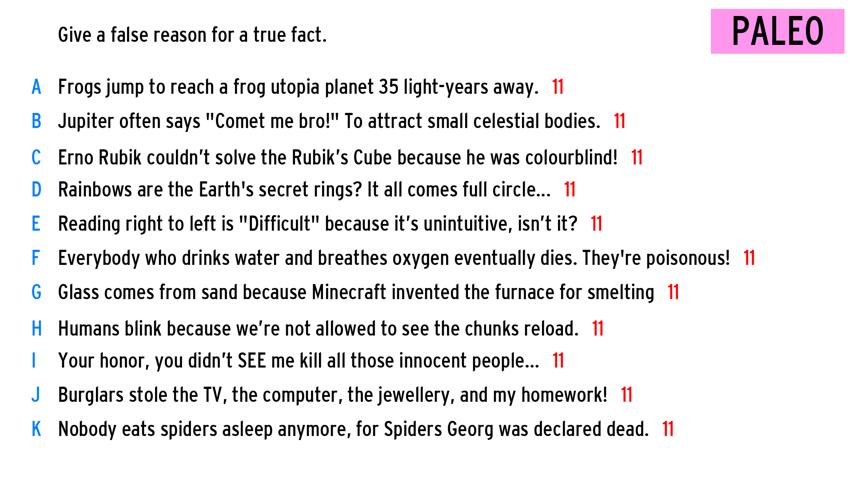 Give a false reason for a true fact.
PALEO
A Frogs jump to reach a frog utopia planet 35 light-years away. 11
B Jupiter often says "Comet me bro!" To attract small celestial bodies. 11
C Erno Rubik couldn't solve the Rubik's Cube because he was colourblind! 11
D Rainbows are the Earth's secret rings? It all comes full circle... 11
E Reading right to left is "Difficult" because it's unintuitive, isn't it? 11
F Everybody who drinks water and breathes oxygen eventually dies. They're poisonous! 11
G Glass comes from sand because Minecraft invented the furnace for smelting 11
H Humans blink because we're not allowed to see the chunks reload. 11
I Your honor, you didn't SEE me kill all those innocent people... 11
J Burglars stole the TV, the computer, the jewellery, and my homework! 11
K Nobody eats spiders asleep anymore, for Spiders Georg was declared dead. 11